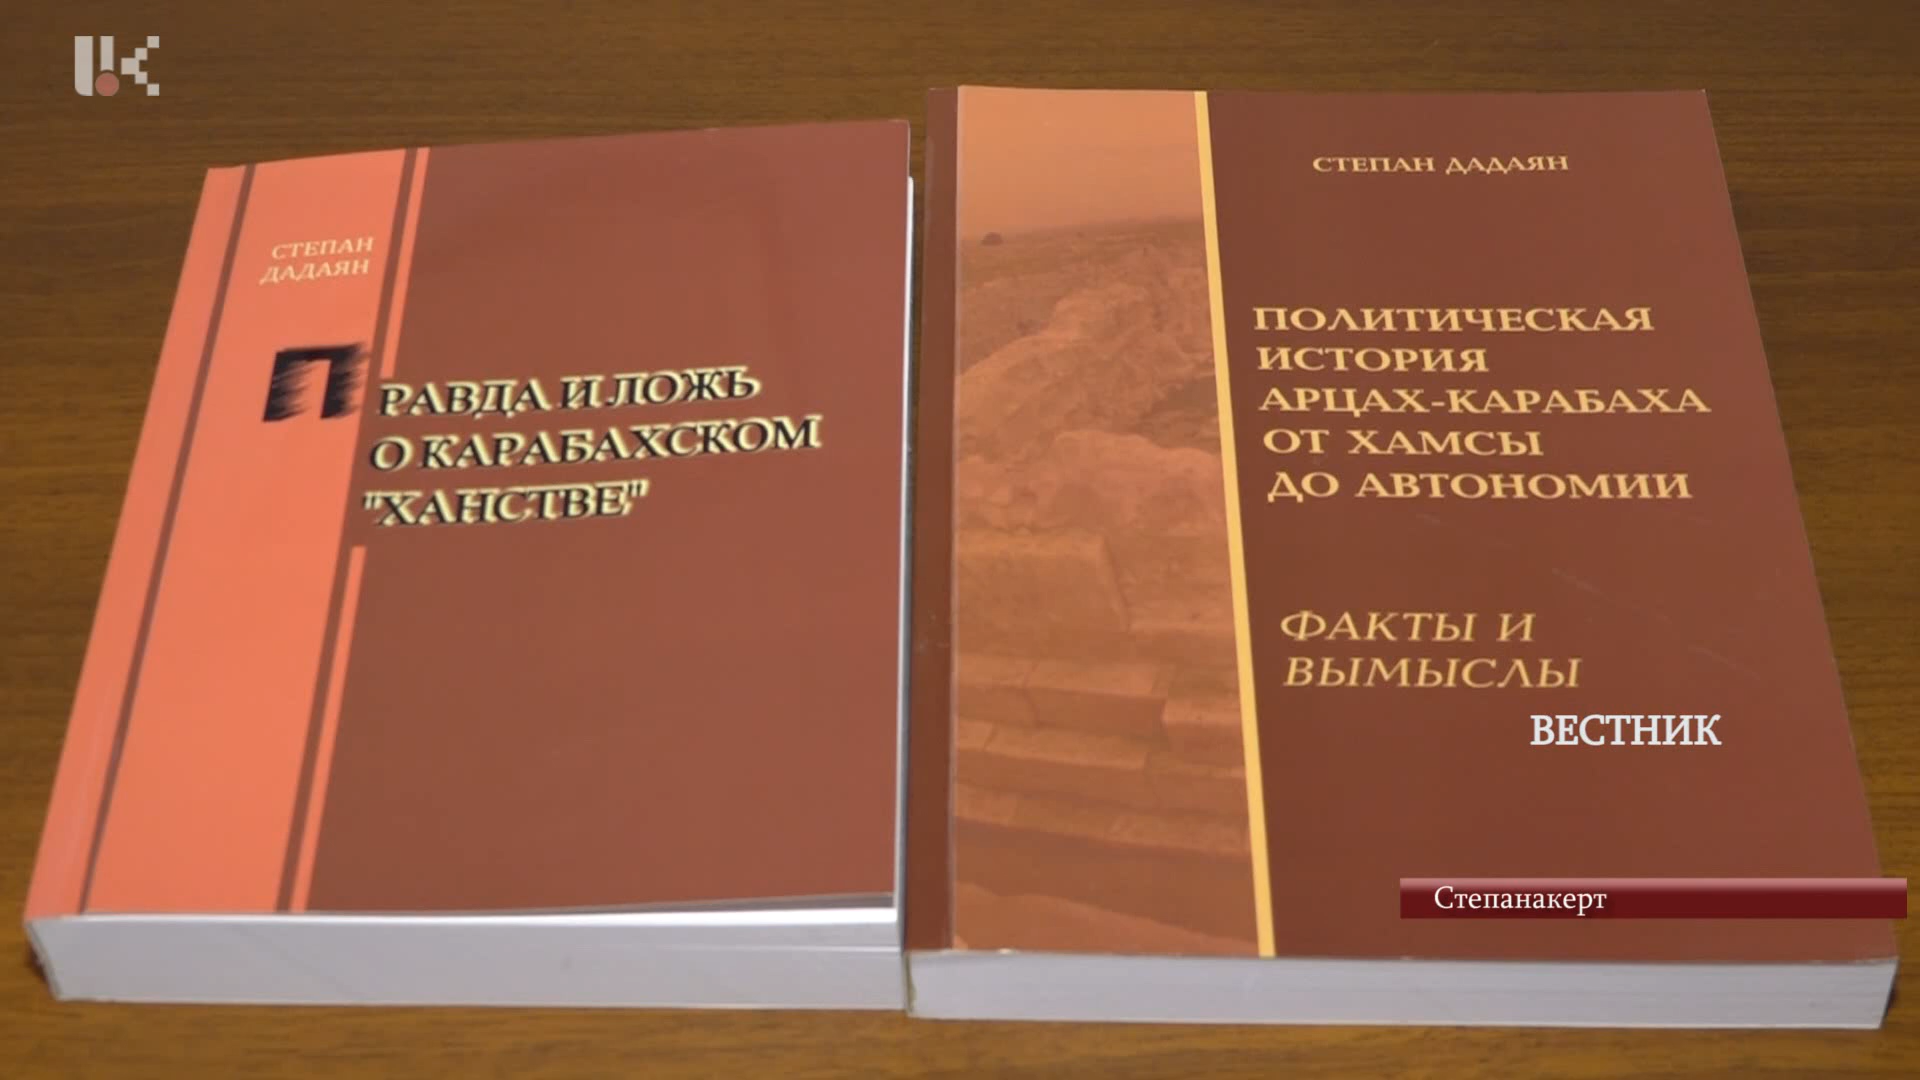 СТЕПАН
ДАДАЯН
ПРАВДА И ЛОЖЬ
О КАРАБАХСКОМ
"ХАНСТВЕ"
СТЕПАН ДАДАЯН
ПОЛИТИЧЕСКАЯ
ИСТОРИЯ
АРЦАХ-КАРАБАХА
ОТ ХАМСЫ
ДО АВТОНОМИИ
ФАКТЫ И
ВЫМЫСЛЫ
ВЕСТНИК
Степанакерт